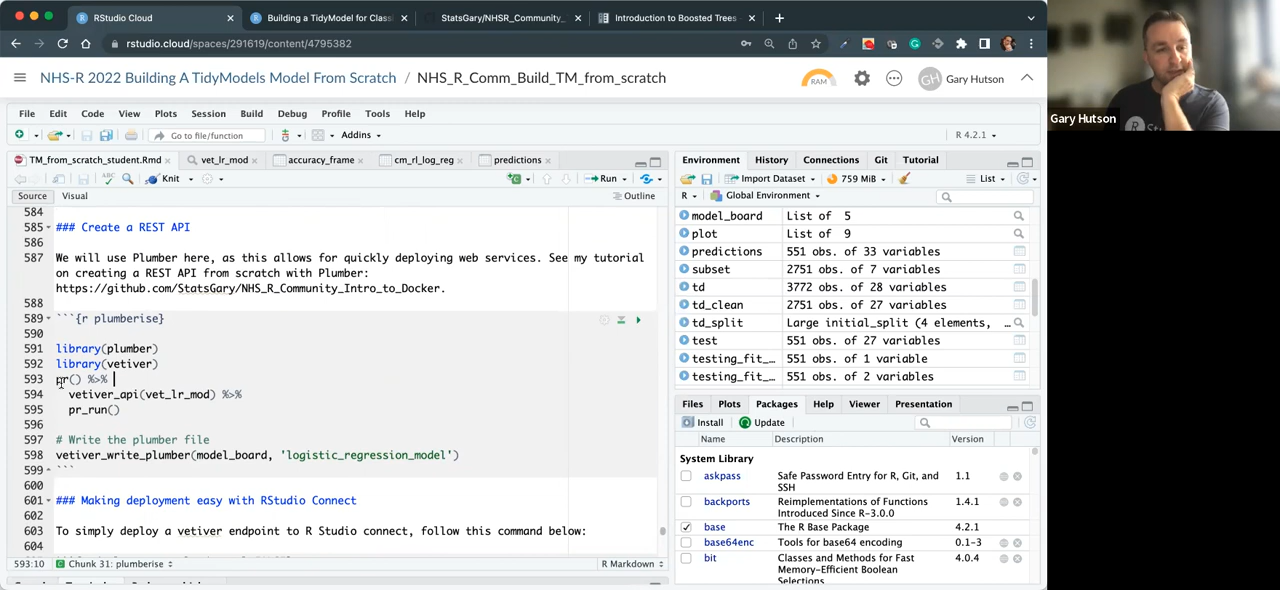 RStudio Cloud
Building a TidyModel for Classi
StatsGary/NHSR_Community_
Introduction to Boosted Trees
rstudio.cloud/spaces/291619/content/4795382
NHS-R 2022 Building A TidyModels Model From Scratch / NHS_R_Comm_Build_TM_from_scratch
RAM
GH Gary Hutson
File Edit Code View Plots Session Build Debug Profile Tools Help
Go to file/function Addins
R 4.2.1
TM_from_scratch_student.Rmd vet_lr_mod accuracy_frame cm_rl_log_reg predictions
Knit Run
Source Visual Outline
584
585 ### Create a REST API
586
587 We will use Plumber here, as this allows for quickly deploying web services. See my tutorial
on creating a REST API from scratch with Plumber:
https://github.com/StatsGary/NHS_R_Community_Intro_to_Docker.
588
589 ```{r plumberise}
590
591 library(plumber)
592 library(vetiver)
593 pr() %>%
594 vetiver_api(vet_lr_mod) %>%
595 pr_run()
596
597 # Write the plumber file
598 vetiver_write_plumber(model_board, 'logistic_regression_model')
599 ```
600
601 ### Making deployment easy with RStudio Connect
602
603 To simply deploy a vetiver endpoint to R Studio connect, follow this command below:
604
593:10 Chunk 31: plumberise R Markdown
Environment History Connections Git Tutorial
Import Dataset 759 MiB List
R Global Environment
model_board List of 5
plot List of 9
predictions 551 obs. of 33 variables
subset 2751 obs. of 7 variables
td 3772 obs. of 28 variables
td_clean 2751 obs. of 27 variables
td_split Large initial_split (4 elements, …
test 551 obs. of 27 variables
testing_fit_… 551 obs. of 1 variable
testing_fit_… 551 obs. of 2 variables
Files Plots Packages Help Viewer Presentation
Install Update
Name Description Version
System Library
askpass Safe Password Entry for R, Git, and SSH 1.1
backports Reimplementations of Functions Introduced Since R-3.0.0 1.4.1
base The R Base Package 4.2.1
base64enc Tools for base64 encoding 0.1-3
bit Classes and Methods for Fast Memory-Efficient Boolean Selections 4.0.4
Gary Hutson